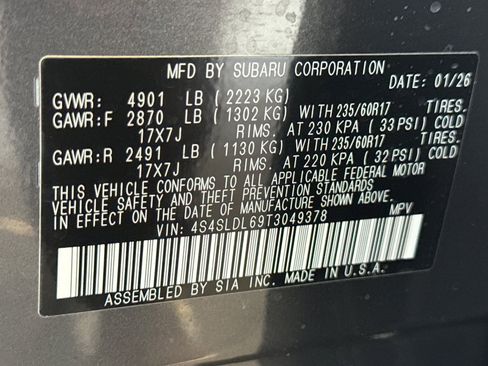 MFD BY SUBARU CORPORATION
DATE: 01/26
GVWR: 4901 LB (2223 KG)
GAWR:F 2870 LB (1302 KG) WITH 235/60R17 TIRES.
17X7J RIMS. AT 230 KPA (33 PSI) COLD
GAWR:R 2491 LB (1130 KG) WITH 235/60R17 TIRES.
17X7J RIMS. AT 220 KPA (32 PSI) COLD
THIS VEHICLE CONFORMS TO ALL APPLICABLE FEDERAL MOTOR
VEHICLE SAFETY AND THEFT PREVENTION STANDARDS
IN EFFECT ON THE DATE OF MANUFACTURE SHOWN ABOVE.
VIN: 4S4SLDL69T3049378 MPV
ASSEMBLED BY SIA INC. MADE IN U.S.A.